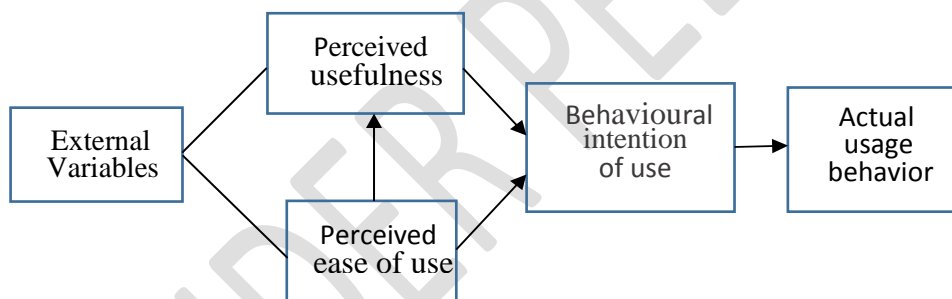 External
Variables
Perceived
usefulness
Perceived
ease of use
Behavioural
intention
of use
Actual
usage
behavior